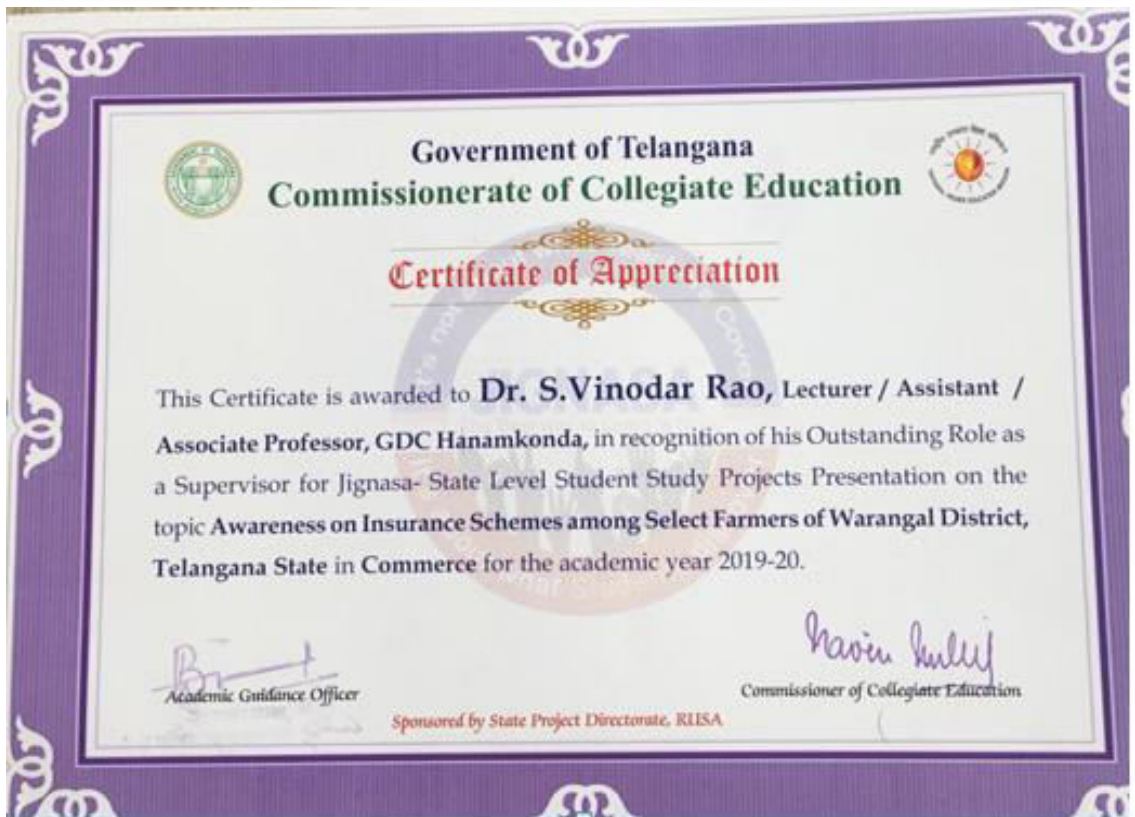 Government of Telangana
Commissionerate of Collegiate Education
Certificate of Appreciation
This Certificate is awarded to Dr. S.Vinodar Rao, Lecturer / Assistant /
Associate Professor, GDC Hanamkonda, in recognition of his Outstanding Role as
a Supervisor for Jignasa- State Level Student Study Projects Presentation on the
topic Awareness on Insurance Schemes among Select Farmers of Warangal District,
Telangana State in Commerce for the academic year 2019-20.
Academic Guidance Officer
Commissioner of Collegiate Education
Sponsored by State Project Directorate, RUSA
JIGNASA